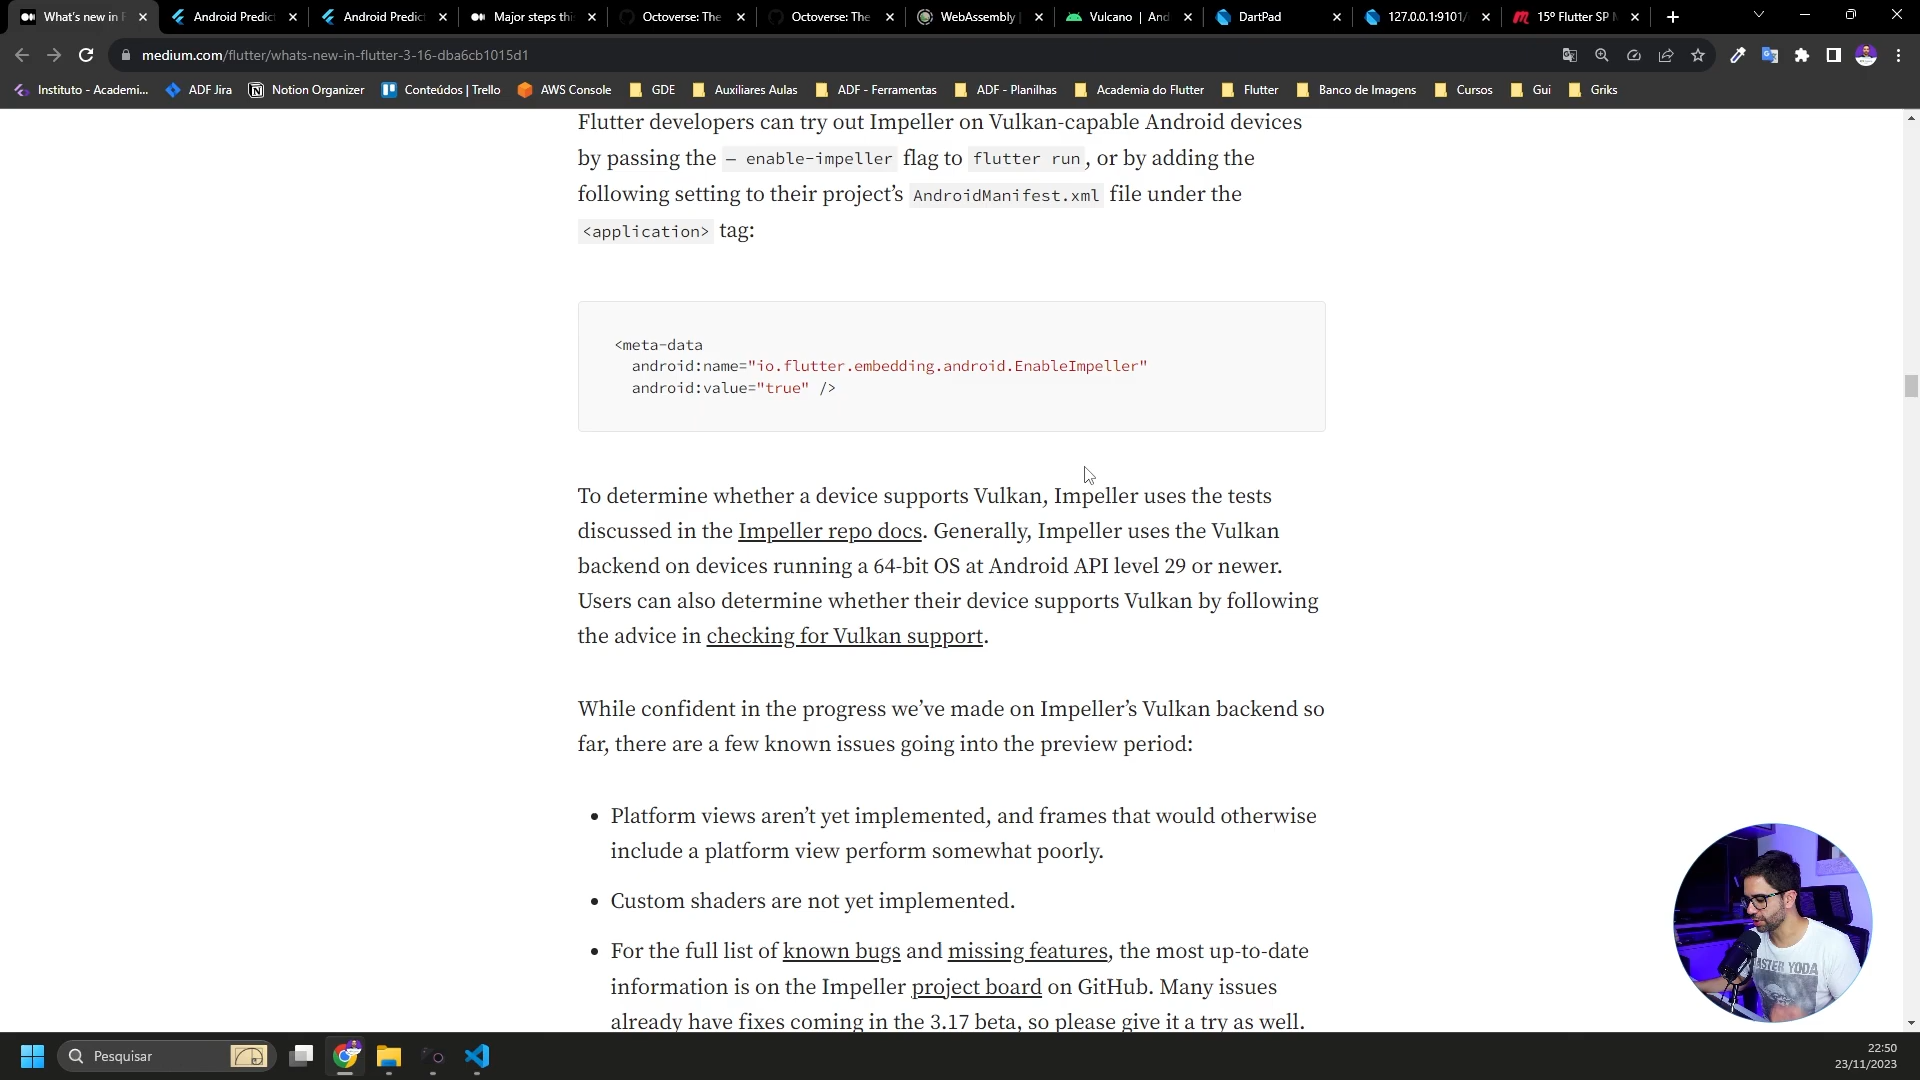 What's new in F
Android Predic
Android Predic
Major steps thi
Octoverse: The
Octoverse: The
WebAssembly
Vulcano | And
DartPad
127.0.0.1:9101/
15º Flutter SP M
medium.com/flutter/whats-new-in-flutter-3-16-dba6cb1015d1
Instituto - Academi...
ADF Jira
Notion Organizer
Conteúdos | Trello
AWS Console
GDE
Auxiliares Aulas
ADF - Ferramentas
ADF - Planilhas
Academia do Flutter
Flutter
Banco de Imagens
Cursos
Gui
Griks
Flutter developers can try out Impeller on Vulkan-capable Android devices
by passing the — enable-impeller flag to flutter run, or by adding the
following setting to their project’s AndroidManifest.xml file under the
<application> tag:
<meta-data
android:name="io.flutter.embedding.android.EnableImpeller"
android:value="true" />
To determine whether a device supports Vulkan, Impeller uses the tests
discussed in the Impeller repo docs. Generally, Impeller uses the Vulkan
backend on devices running a 64-bit OS at Android API level 29 or newer.
Users can also determine whether their device supports Vulkan by following
the advice in checking for Vulkan support.
While confident in the progress we’ve made on Impeller’s Vulkan backend so
far, there are a few known issues going into the preview period:
• Platform views aren’t yet implemented, and frames that would otherwise
include a platform view perform somewhat poorly.
• Custom shaders are not yet implemented.
• For the full list of known bugs and missing features, the most up-to-date
information is on the Impeller project board on GitHub. Many issues
already have fixes coming in the 3.17 beta, so please give it a try as well.
YODA
Pesquisar
22:50
23/11/2023